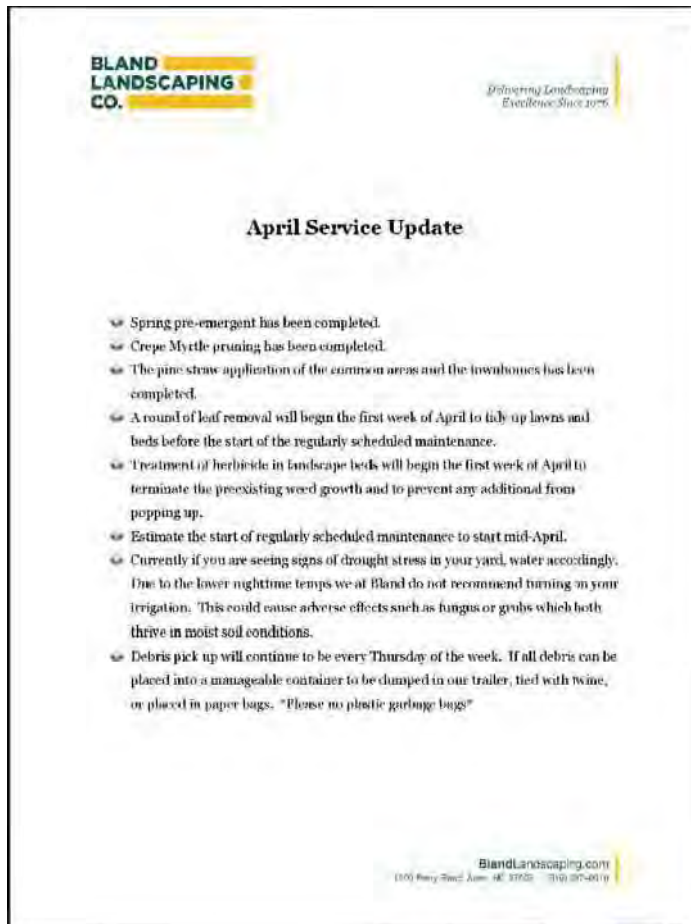 BLAND
LANDSCAPING
CO.
Delivering Landscaping
Excellence Since 1976
April Service Update
Spring pre-emergent has been completed.
Crepe Myrtle pruning has been completed.
The pine straw application of the common areas and the townhomes has been
completed.
A round of leaf removal will begin the first week of April to tidy up lawns and
beds before the start of the regularly scheduled maintenance.
Treatment of herbicide in landscape beds will begin the first week of April to
terminate the preexisting weed growth and to prevent any additional from
popping up.
Estimate the start of regularly scheduled maintenance to start mid-April.
Currently if you are seeing signs of drought stress in your yard, water accordingly.
Due to the lower nighttime temps we at Bland do not recommend turning on your
irrigation. This could cause adverse effects such as fungus or grubs which both
thrive in moist soil conditions.
Debris pick up will continue to be every Thursday of the week. If all debris can be
placed into a manageable container to be dumped in our trailer, tied with twine,
or placed in paper bags. *Please no plastic garbage bags*
BlandLandscaping.com
Apex, NC